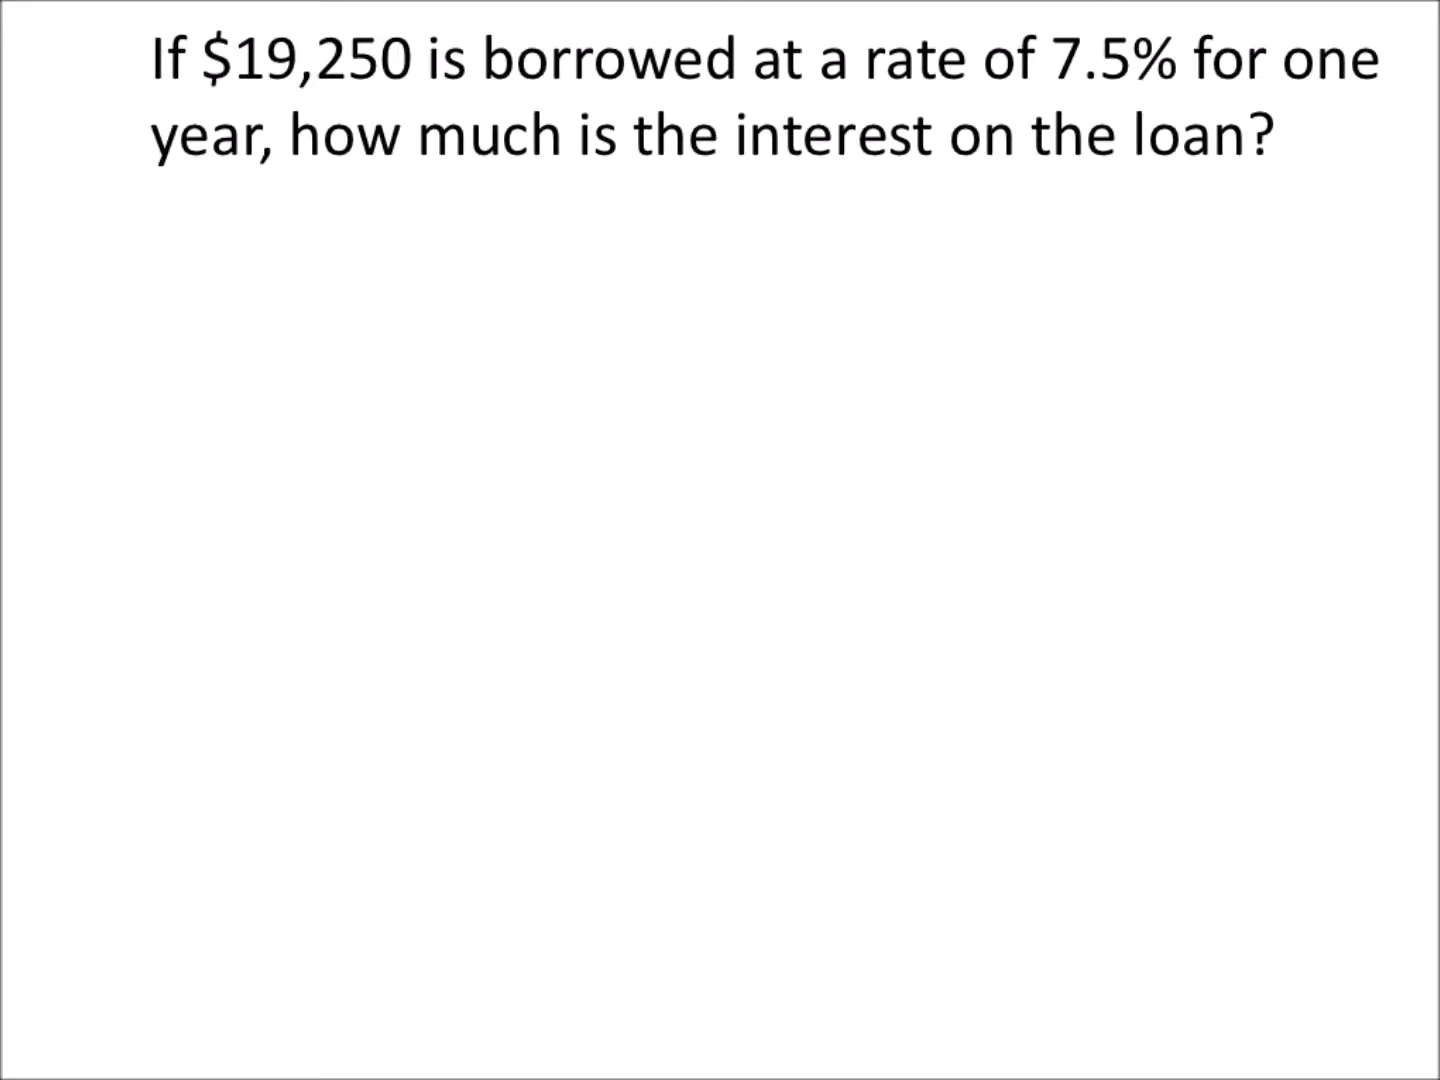 If $19,250 is borrowed at a rate of 7.5% for one
year, how much is the interest on the loan?